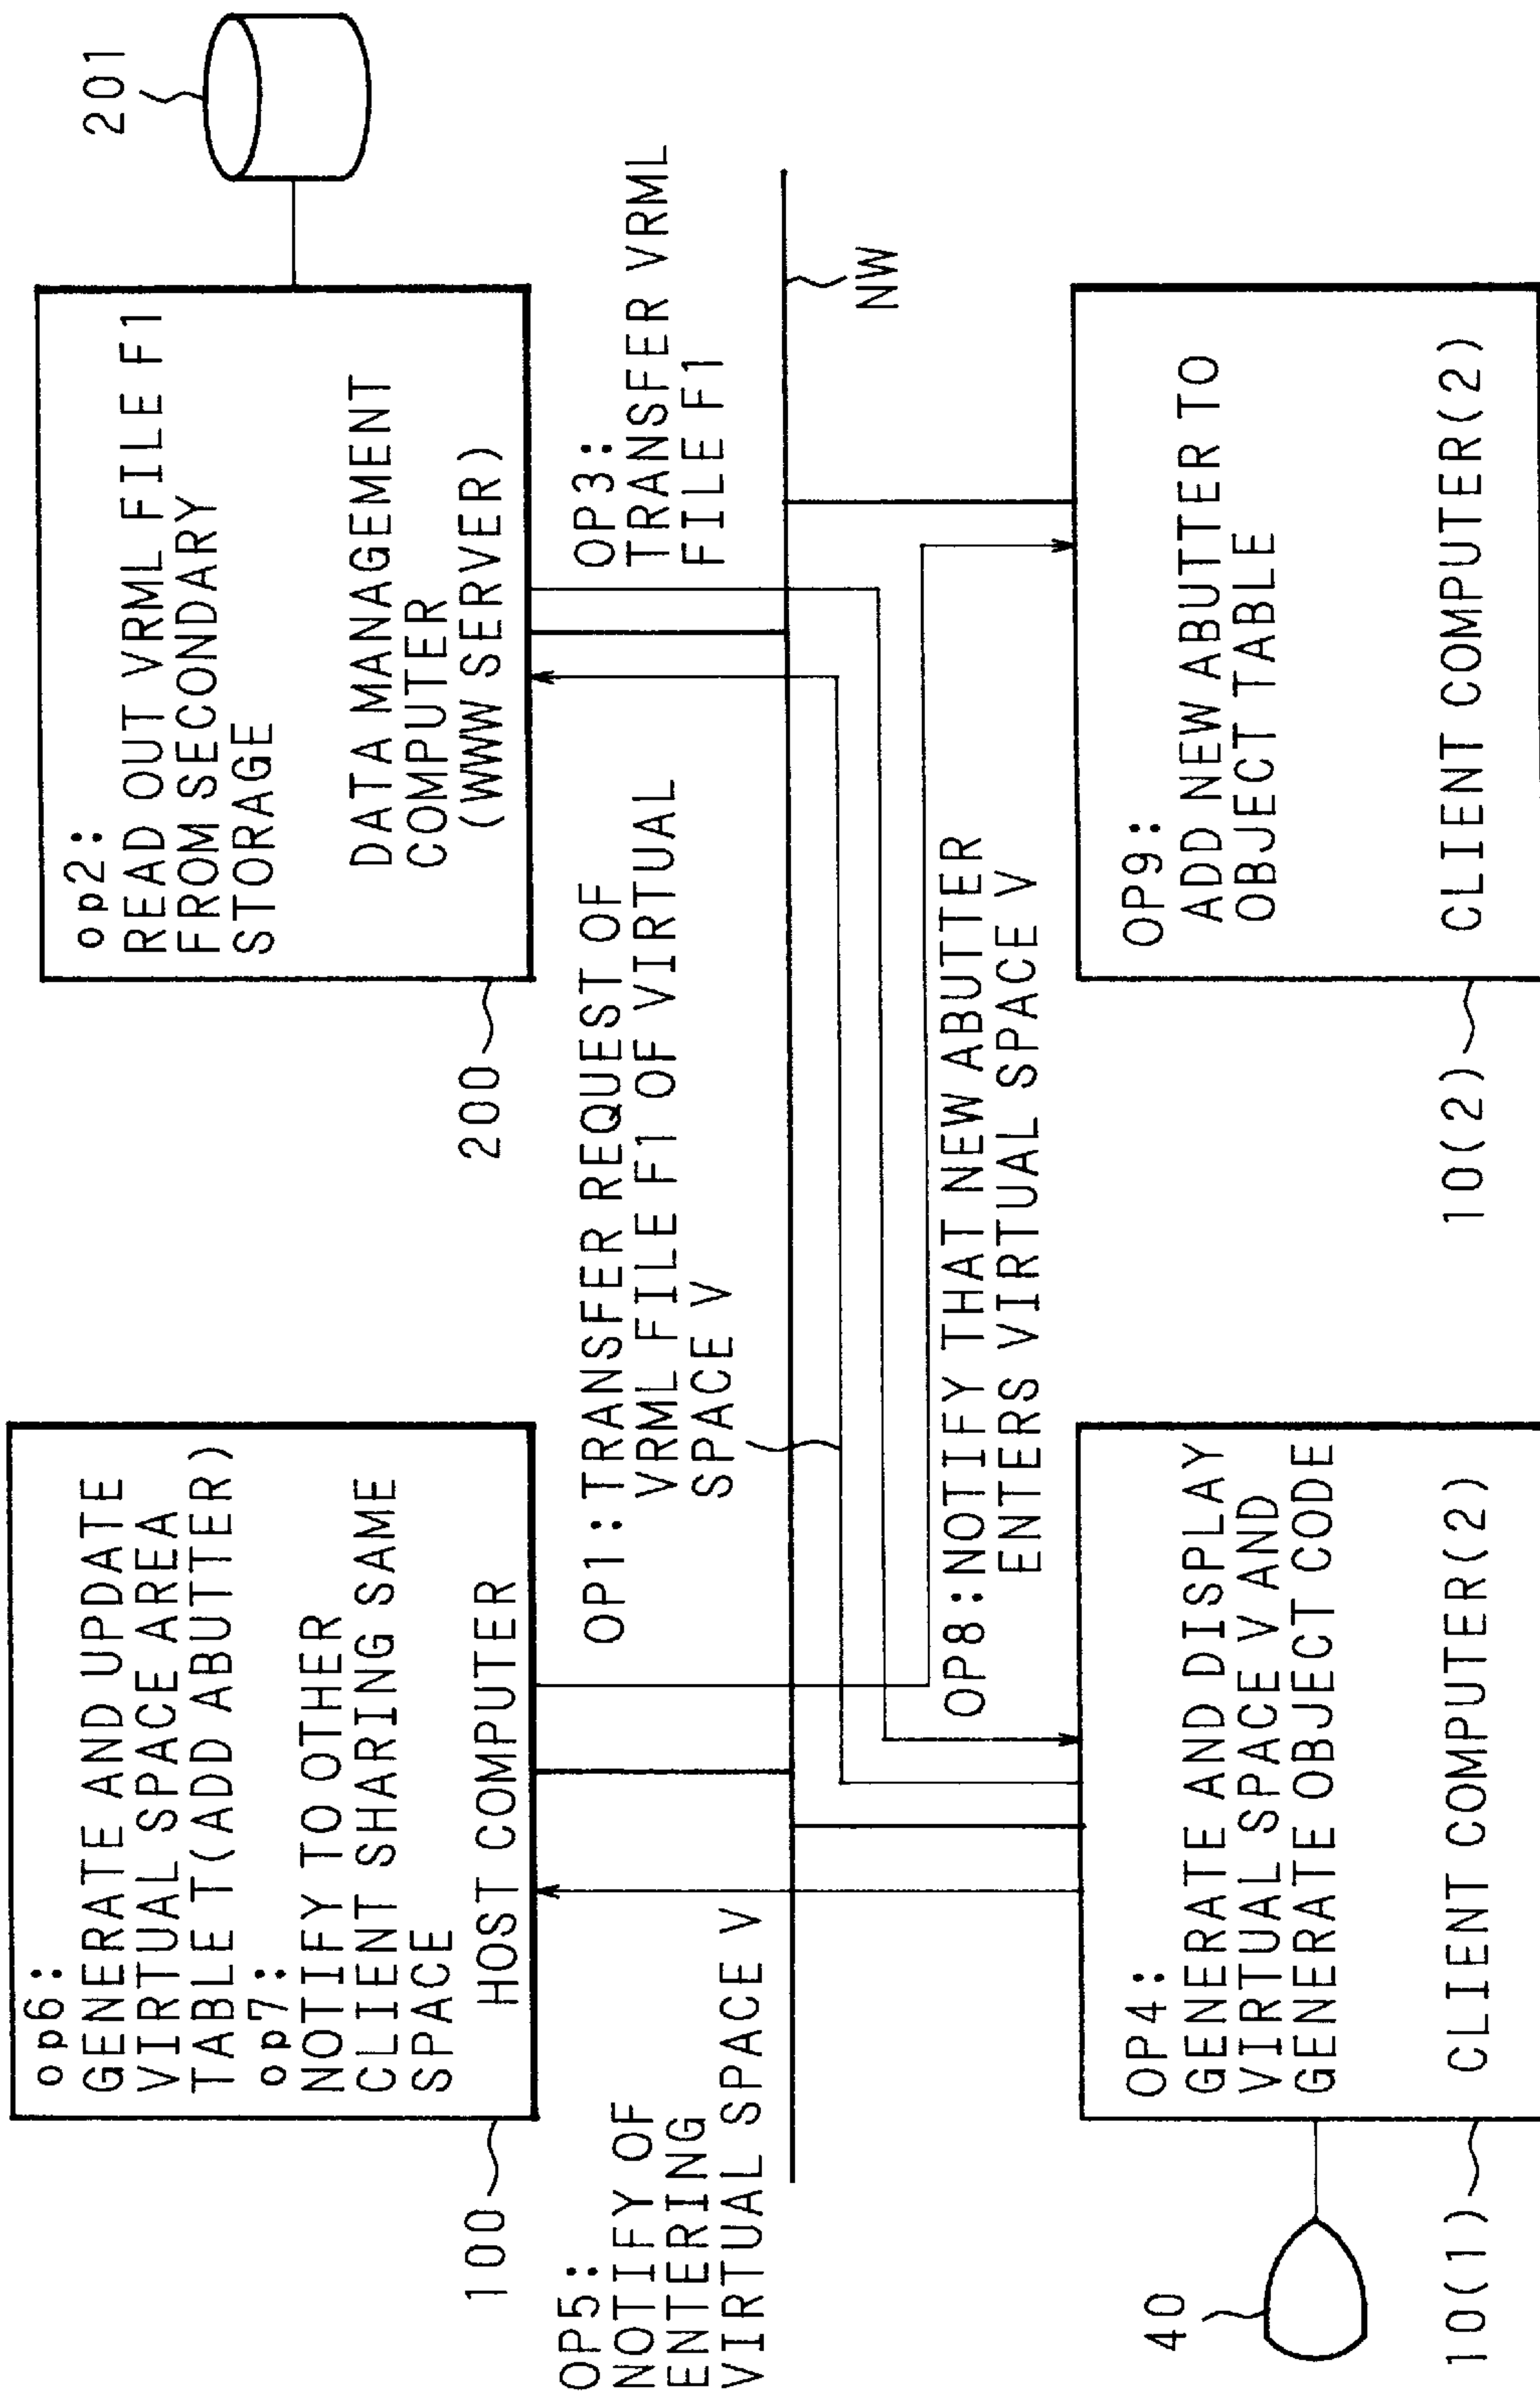 op6:
GENERATE AND UPDATE
VIRTUAL SPACE AREA
TABLE T(ADD ABUTTER)
op7:
NOTIFY TO OTHER
CLIENT SHARING SAME
SPACE
HOST COMPUTER
100
op2:
READ OUT VRML FILE F1
FROM SECONDARY
STORAGE
DATA MANAGEMENT
COMPUTER
(WWW SERVER)
200
201
OP5:
NOTIFY OF
ENTERING
VIRTUAL SPACE V
OP1:TRANSFER REQUEST OF
VRML FILE F1 OF VIRTUAL
SPACE V
OP3:
TRANSFER VRML
FILE F1
NW
OP8:NOTIFY THAT NEW ABUTTER
ENTERS VIRTUAL SPACE V
40
OP4:
GENERATE AND DISPLAY
VIRTUAL SPACE V AND
GENERATE OBJECT CODE
CLIENT COMPUTER(2)
10(1)
OP9:
ADD NEW ABUTTER TO
OBJECT TABLE
CLIENT COMPUTER(2)
10(2)